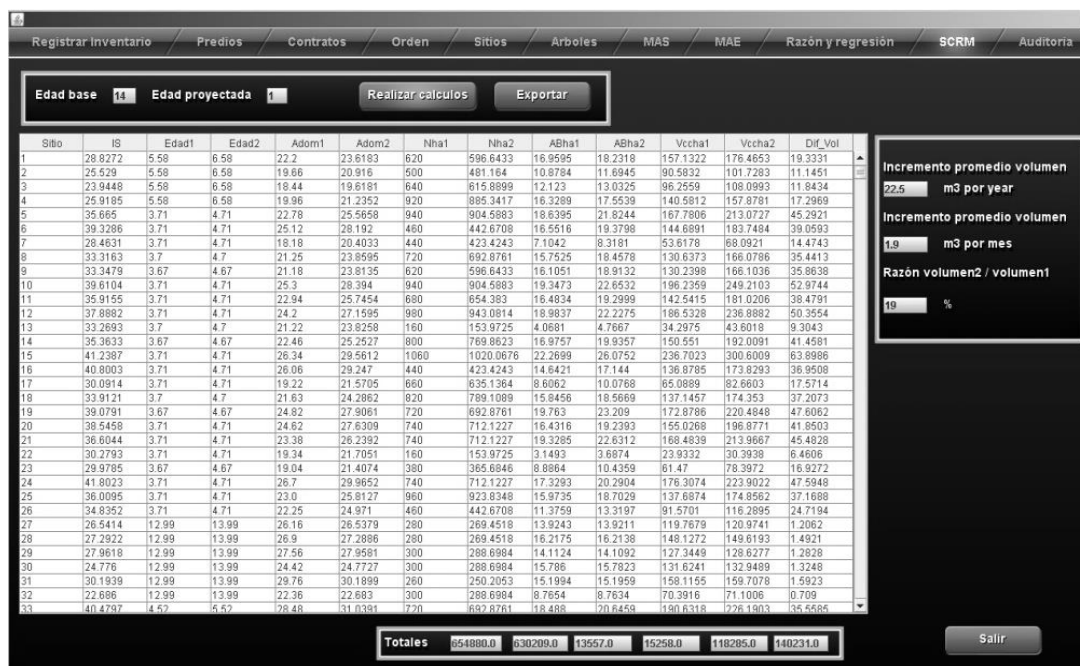 Registrar Inventario Predios Contratos Orden Sitios Arboles MAS MAE Razón y regresión SCRM Auditoria
Edad base 14 Edad proyectada 1 Realizar calculos Exportar
Sitio IS Edad1 Edad2 Adom1 Adom2 Nha1 Nha2 ABha1 ABha2 Vccha1 Vccha2 Dif_Vol
1 28.8272 5.58 6.58 22.2 23.6183 620 596.6433 16.9595 18.2318 157.1322 176.4653 19.3331
2 25.529 5.58 6.58 19.66 20.916 500 481.164 10.8784 11.6945 90.5832 101.7283 11.1451
3 23.9448 5.58 6.58 18.44 19.6181 640 615.8899 12.123 13.0325 96.2559 108.0993 11.8434
4 25.9185 5.58 6.58 19.96 21.2352 920 885.3417 16.3289 17.5539 140.5812 157.8781 17.2969
5 35.665 3.71 4.71 22.78 25.5658 940 904.5883 18.6395 21.8244 167.7806 213.0727 45.2921
6 39.3286 3.71 4.71 25.12 28.192 460 442.6708 16.5516 19.3798 144.6891 183.7484 39.0593
7 28.4631 3.71 4.71 18.18 20.4033 440 423.4243 7.1042 8.3181 53.6178 68.0921 14.4743
8 33.3163 3.7 4.7 21.25 23.8595 720 692.8761 15.7525 18.4578 130.6373 166.0786 35.4413
9 33.3479 3.67 4.67 21.18 23.8135 620 596.6433 16.1051 18.9132 130.2398 166.1036 35.8638
10 39.6104 3.71 4.71 25.3 28.394 940 904.5883 19.3473 22.6532 196.2359 249.2103 52.9744
11 35.9155 3.71 4.71 22.94 25.7454 680 654.383 16.4834 19.2999 142.5415 181.0206 38.4791
12 37.8882 3.71 4.71 24.2 27.1595 980 943.0814 18.9837 22.2275 186.5328 236.8882 50.3554
13 33.2693 3.7 4.7 21.22 23.8258 160 153.9725 4.0681 4.7667 34.2975 43.6018 9.3043
14 35.3633 3.67 4.67 22.46 25.2527 800 769.8623 16.9757 19.9357 150.551 192.0091 41.4581
15 41.2387 3.71 4.71 26.34 29.5612 1060 1020.0676 22.2699 26.0752 236.7023 300.6009 63.8986
16 40.8003 3.71 4.71 26.06 29.247 440 423.4243 14.6421 17.144 136.8785 173.8293 36.9508
17 30.0914 3.71 4.71 19.22 21.5705 660 635.1364 8.6062 10.0768 65.0889 82.6603 17.5714
18 33.9121 3.7 4.7 21.63 24.2862 820 789.1089 15.8456 18.5669 137.1457 174.353 37.2073
19 39.0791 3.67 4.67 24.82 27.9061 720 692.8761 19.763 23.209 172.8786 220.4848 47.6062
20 38.5458 3.71 4.71 24.62 27.6309 740 712.1227 16.4316 19.2393 155.0268 196.8771 41.8503
21 36.6044 3.71 4.71 23.38 26.2392 740 712.1227 19.3285 22.6312 168.4839 213.9667 45.4828
22 30.2793 3.71 4.71 19.34 21.7051 160 153.9725 3.1493 3.6874 23.9332 30.3938 6.4606
23 29.9785 3.67 4.67 19.04 21.4074 380 365.6846 8.8864 10.4359 61.47 78.3972 16.9272
24 41.8023 3.71 4.71 26.7 29.9652 740 712.1227 17.3293 20.2904 176.3074 223.9022 47.5948
25 36.0095 3.71 4.71 23.0 25.8127 960 923.8348 15.9735 18.7029 137.6874 174.8562 37.1688
26 34.8352 3.71 4.71 22.25 24.971 460 442.6708 11.3759 13.3197 91.5701 116.2895 24.7194
27 26.5414 12.99 13.99 26.16 26.5379 280 269.4518 13.9243 13.9211 119.7679 120.9741 1.2062
28 27.2922 12.99 13.99 26.9 27.2886 280 269.4518 16.2175 16.2138 148.1272 149.6193 1.4921
29 27.9618 12.99 13.99 27.56 27.9581 300 288.6984 14.1124 14.1092 127.3449 128.6277 1.2828
30 24.776 12.99 13.99 24.42 24.7727 300 288.6984 15.786 15.7823 131.6241 132.9489 1.3248
31 30.1939 12.99 13.99 29.76 30.1899 260 250.2053 15.1994 15.1959 158.1155 159.7078 1.5923
32 22.686 12.99 13.99 22.36 22.683 300 288.6984 8.7654 8.7634 70.3916 71.1006 0.709
33 40.4797 4.52 5.52 28.48 31.0391 720 692.8761 18.488 20.6459 190.6318 226.1903 35.5585
Incremento promedio volumen
22.5 m3 por year
Incremento promedio volumen
1.9 m3 por mes
Razón volumen2 / volumen1
19 %
Totales 654880.0 630209.0 13557.0 15258.0 118285.0 140231.0
Salir